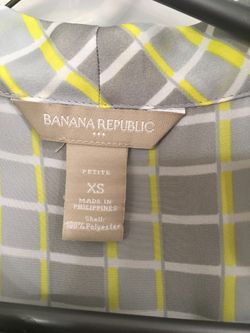 BANANA REPUBLIC
PETITE
XS
MADE IN
PHILIPPINES
Shell:
100% Polyester